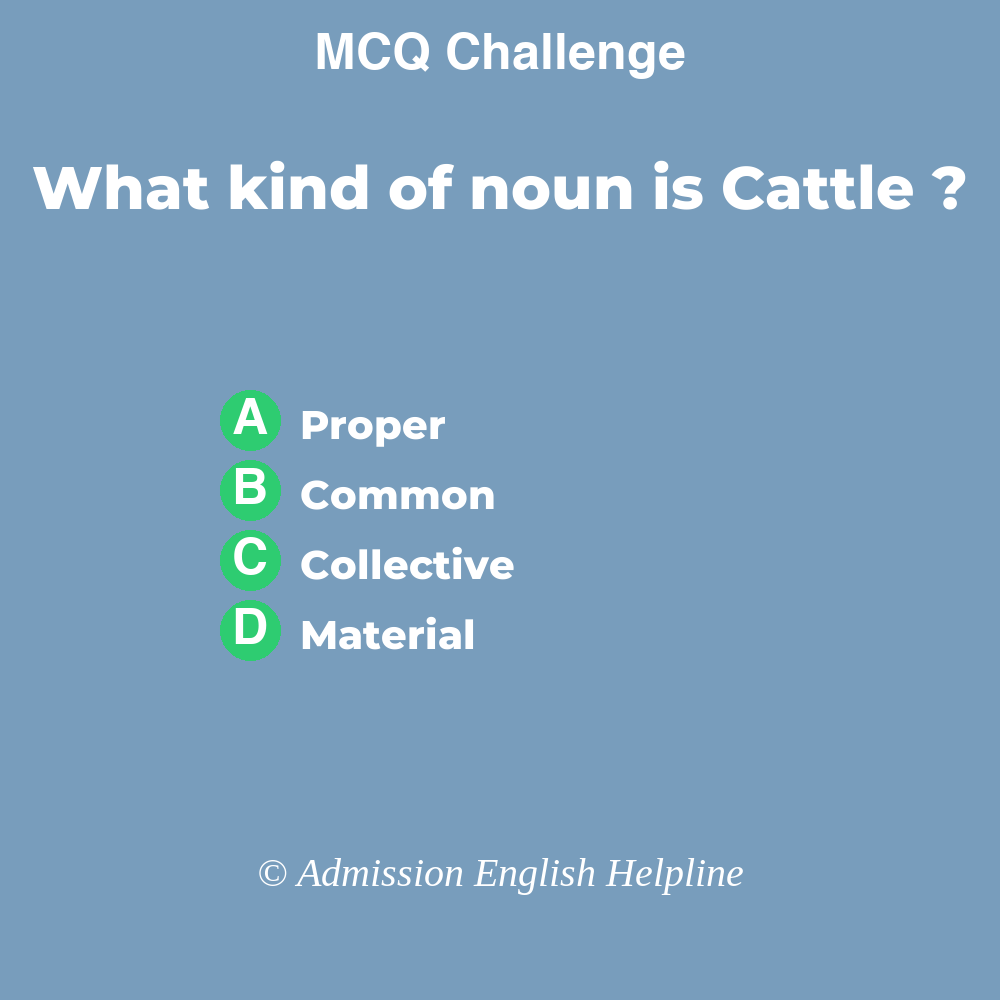 MCQ Challenge
What kind of noun is Cattle ?
A Proper
B Common
C Collective
D Material
© Admission English Helpline